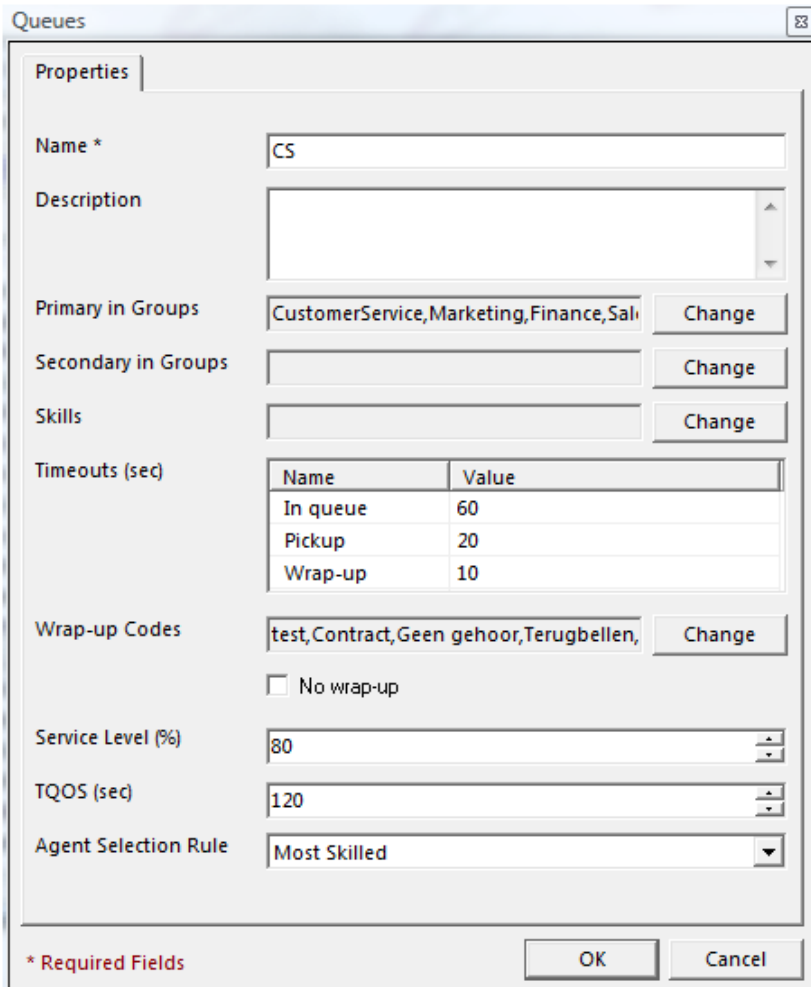 Queues
Properties
Name * CS
Description
Primary in Groups CustomerService,Marketing,Finance, Change
Secondary in Groups Change
Skills Change
Timeouts (sec) Name Value
In queue 60
Pickup 20
Wrap-up 10
Wrap-up Codes test,Contract,Geen gehoor,Terugbellen, Change
No wrap-up
Service Level (%) 80
TQOS (sec) 120
Agent Selection Rule Most Skilled
* Required Fields OK Cancel